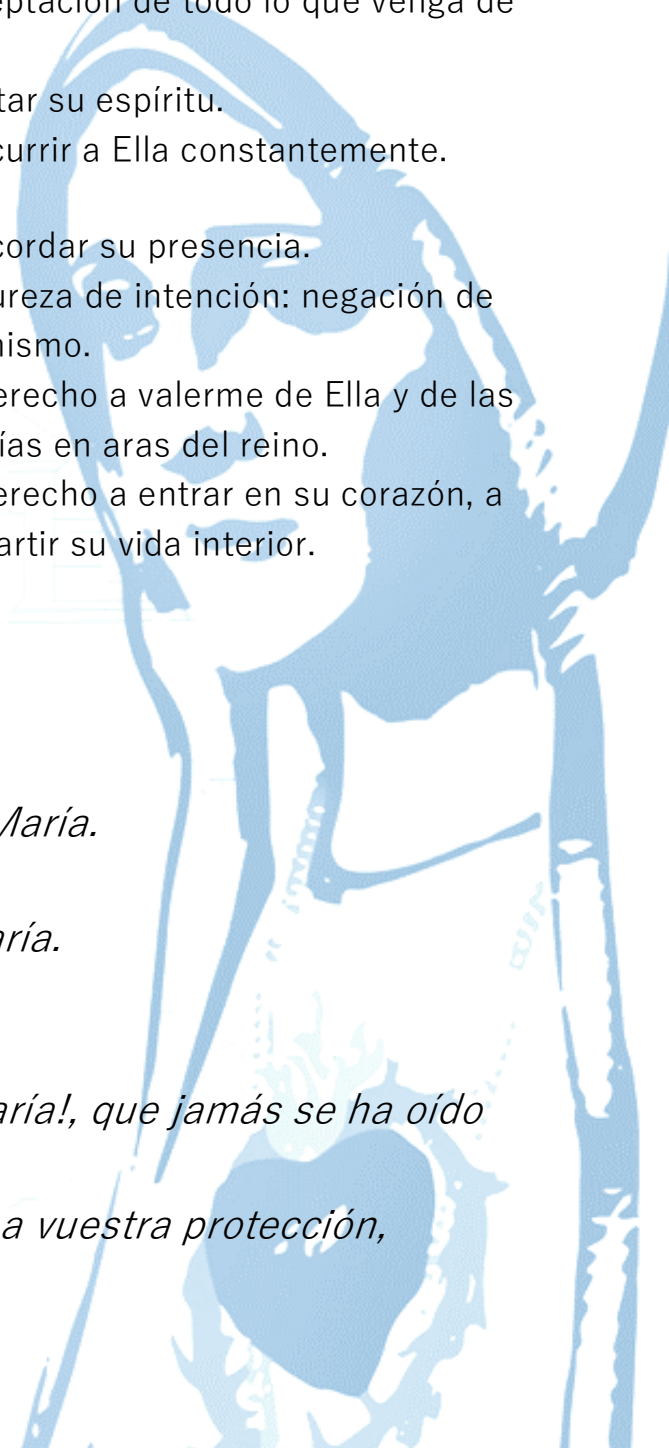 eptación de todo lo que venga de
tar su espíritu.
currir a Ella constantemente.
cordar su presencia.
ureza de intención: negación de
nismo.
erecho a valerme de Ella y de las
ías en aras del reino.
erecho a entrar en su corazón, a
artir su vida interior.
María.
aría.
aría!, que jamás se ha oído
a vuestra protección,